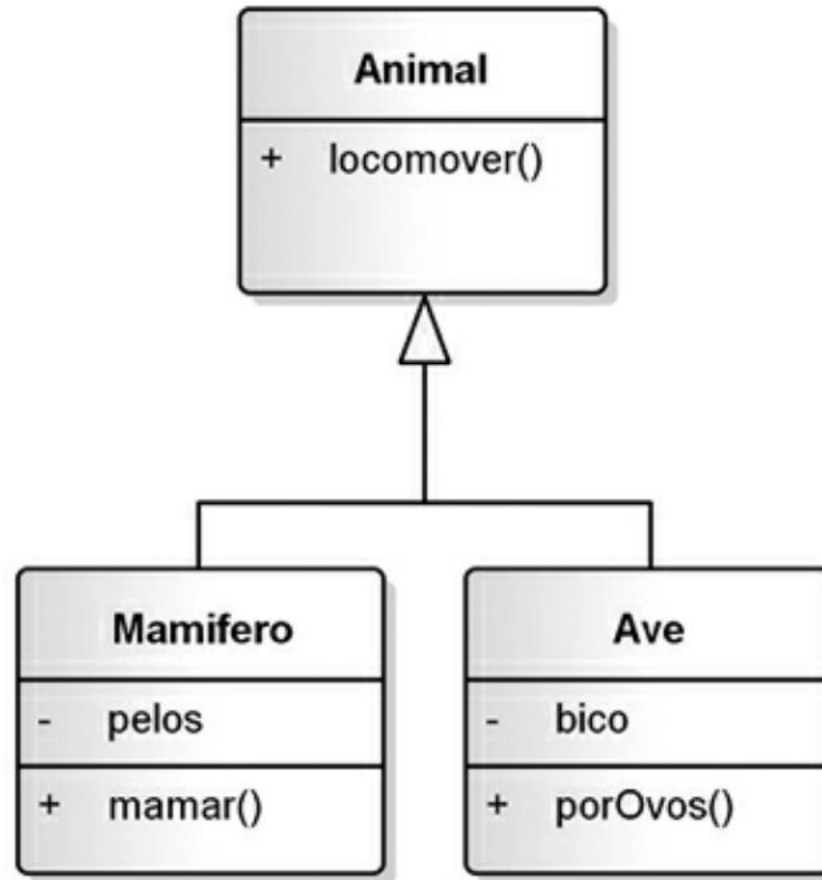 Animal
+ locomover()
Mamifero
- pelos
+ mamar()
Ave
- bico
+ porOvos()